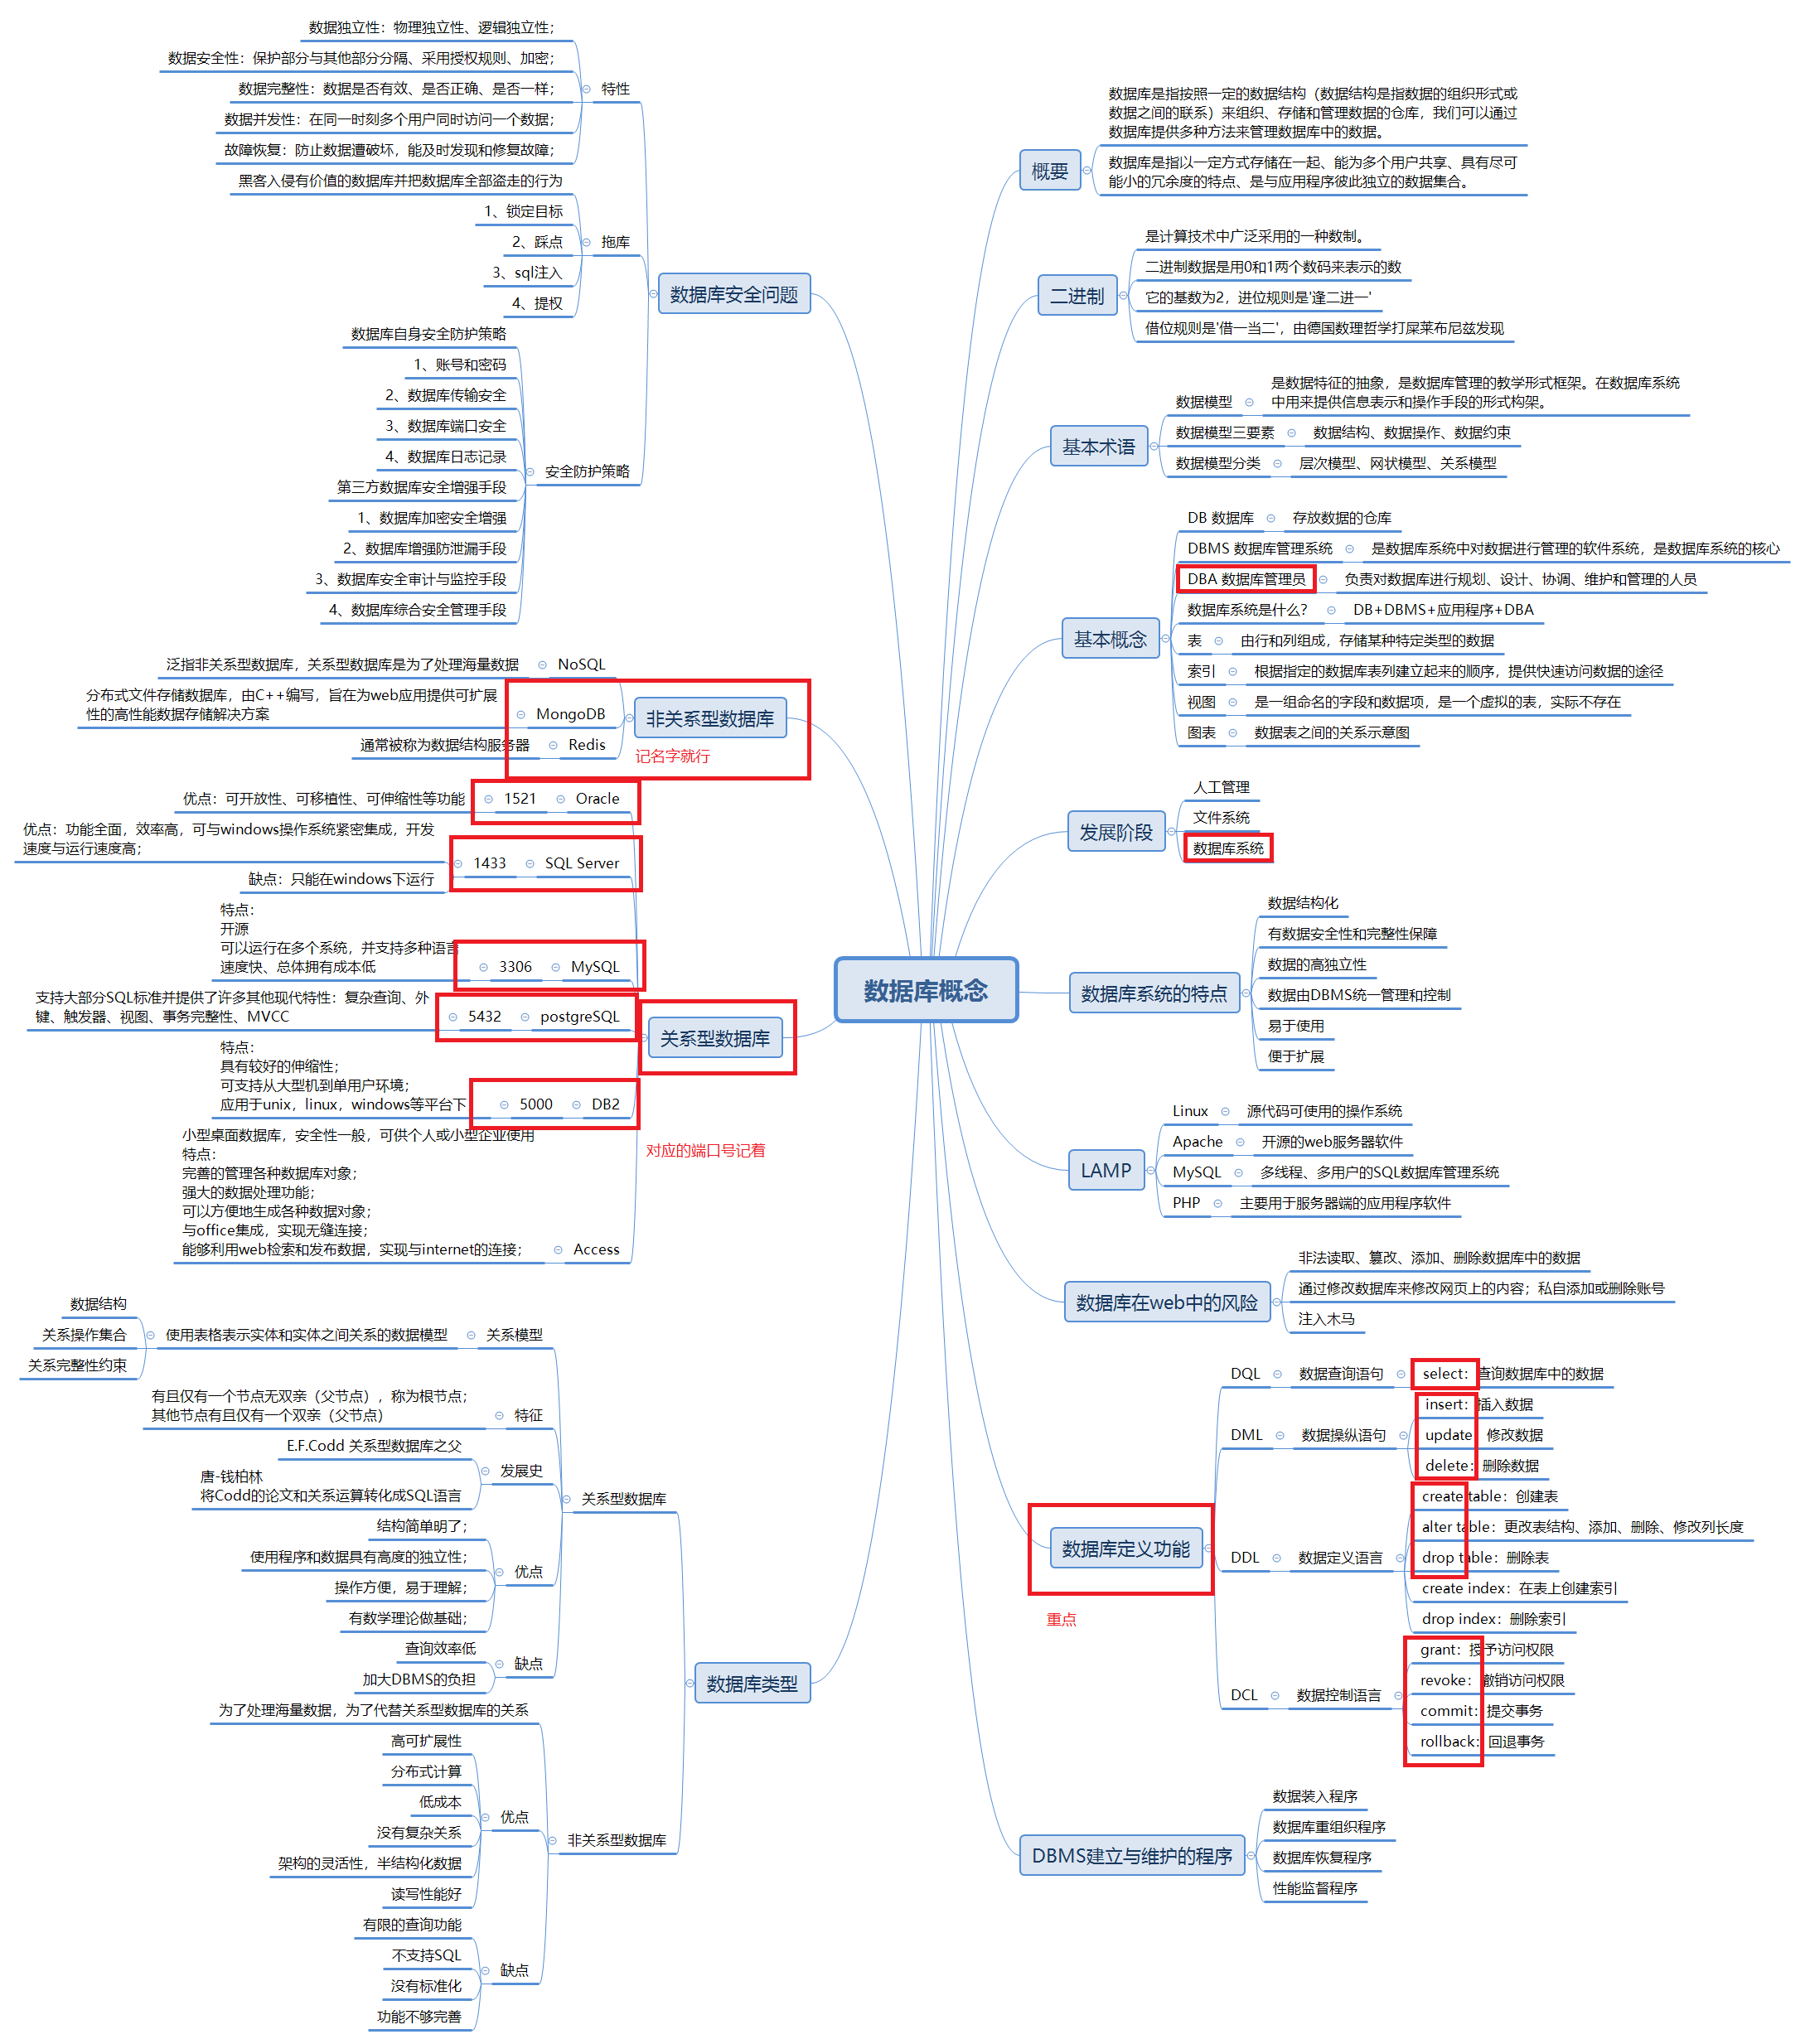 数据库概念
概要
数据库是指按照一定的数据结构（数据结构是指数据的组织形式或
数据之间的联系）来组织、存储和管理数据的仓库，我们可以通过
数据库提供多种方法来管理数据库中的数据。
数据库是指以一定方式存储在一起、能为多个用户共享、具有尽可
能小的冗余度的特点、是与应用程序彼此独立的数据集合。
二进制
是计算技术中广泛采用的一种数制。
二进制数据是用0和1两个数码来表示的数
它的基数为2，进位规则是'逢二进一'
借位规则是'借一当二'，由德国数理哲学打屎莱布尼兹发现
基本术语
数据模型
是数据特征的抽象，是数据库管理的教学形式框架。在数据库系统
中用来提供信息表示和操作手段的形式构架。
数据模型三要素
数据结构、数据操作、数据约束
数据模型分类
层次模型、网状模型、关系模型
基本概念
DB 数据库
存放数据的仓库
DBMS 数据库管理系统
是数据库系统中对数据进行管理的软件系统，是数据库系统的核心
DBA 数据库管理员
负责对数据库进行规划、设计、协调、维护和管理的人员
数据库系统是什么？
DB+DBMS+应用程序+DBA
表
由行和列组成，存储某种特定类型的数据
索引
根据指定的数据库表列建立起来的顺序，提供快速访问数据的途径
视图
是一组命名的字段和数据项，是一个虚拟的表，实际不存在
图表
数据表之间的关系示意图
发展阶段
人工管理
文件系统
数据库系统
数据库系统的特点
数据结构化
有数据安全性和完整性保障
数据的高独立性
数据由DBMS统一管理和控制
易于使用
便于扩展
LAMP
Linux
源代码可使用的操作系统
Apache
开源的web服务器软件
MySQL
多线程、多用户的SQL数据库管理系统
PHP
主要用于服务器端的应用程序软件
数据库在web中的风险
非法读取、篡改、添加、删除数据库中的数据
通过修改数据库来修改网页上的内容；私自添加或删除账号
注入木马
数据库定义功能
重点
DQL
数据查询语句
select：查询数据库中的数据
DML
数据操纵语句
insert：插入数据
update：修改数据
delete：删除数据
DDL
数据定义语言
create table：创建表
alter table：更改表结构、添加、删除、修改列长度
drop table：删除表
create index：在表上创建索引
drop index：删除索引
DCL
数据控制语言
grant：授予访问权限
revoke：撤销访问权限
commit：提交事务
rollback：回退事务
DBMS建立与维护的程序
数据装入程序
数据库重组织程序
数据库恢复程序
性能监督程序
数据库安全问题
特性
数据独立性：物理独立性、逻辑独立性；
数据安全性：保护部分与其他部分分隔、采用授权规则、加密；
数据完整性：数据是否有效、是否正确、是否一样；
数据并发性：在同一时刻多个用户同时访问一个数据；
故障恢复：防止数据遭破坏，能及时发现和修复故障；
拖库
黑客入侵有价值的数据库并把数据库全部盗走的行为
1、锁定目标
2、踩点
3、sql注入
4、提权
安全防护策略
数据库自身安全防护策略
1、账号和密码
2、数据库传输安全
3、数据库端口安全
4、数据库日志记录
第三方数据库安全增强手段
1、数据库加密安全增强
2、数据库增强防泄漏手段
3、数据库安全审计与监控手段
4、数据库综合安全管理手段
非关系型数据库
记名字就行
NoSQL
泛指非关系型数据库，关系型数据库是为了处理海量数据
MongoDB
分布式文件存储数据库，由C++编写，旨在为web应用提供可扩展
性的高性能数据存储解决方案
Redis
通常被称为数据结构服务器
关系型数据库
对应的端口号记着
Oracle
1521
优点：可开放性、可移植性、可伸缩性等功能
SQL Server
1433
优点：功能全面，效率高，可与windows操作系统紧密集成，开发
速度与运行速度高；
缺点：只能在windows下运行
MySQL
3306
特点：
开源
可以运行在多个系统，并支持多种语言
速度快、总体拥有成本低
postgreSQL
5432
支持大部分SQL标准并提供了许多其他现代特性：复杂查询、外
键、触发器、视图、事务完整性、MVCC
DB2
5000
特点：
具有较好的伸缩性；
可支持从大型机到单用户环境；
应用于unix，linux，windows等平台下
Access
小型桌面数据库，安全性一般，可供个人或小型企业使用
特点：
完善的管理各种数据库对象；
强大的数据处理功能；
可以方便地生成各种数据对象；
与office集成，实现无缝连接；
能够利用web检索和发布数据，实现与internet的连接；
数据库类型
关系型数据库
关系模型
使用表格表示实体和实体之间关系的数据模型
数据结构
关系操作集合
关系完整性约束
特征
有且仅有一个节点无双亲（父节点），称为根节点；
其他节点有且仅有一个双亲（父节点）
发展史
E.F.Codd 关系型数据库之父
唐-钱柏林
将Codd的论文和关系运算转化成SQL语言
优点
结构简单明了；
使用程序和数据具有高度的独立性；
操作方便，易于理解；
有数学理论做基础；
缺点
查询效率低
加大DBMS的负担
非关系型数据库
为了处理海量数据，为了代替关系型数据库的关系
优点
高可扩展性
分布式计算
低成本
没有复杂关系
架构的灵活性，半结构化数据
读写性能好
缺点
有限的查询功能
不支持SQL
没有标准化
功能不够完善